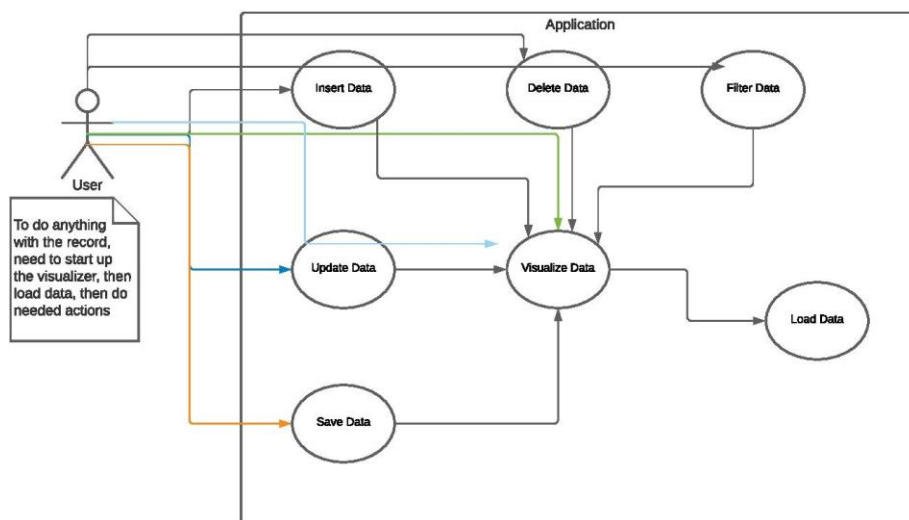 Application
Insert Data
Delete Data
Filter Data
User
To do anything
with the record,
need to start up
the visualizer, then
load data, then do
needed actions
Update Data
Visualize Data
Load Data
Save Data